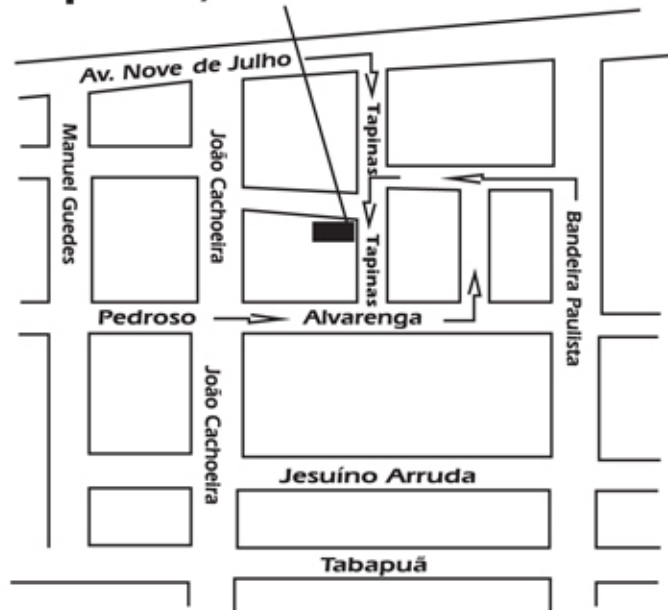 Av. Nove de Julho
Tapinas
João Cachoeira
Manuel Guedes
Tapinas
Bandeira Paulista
Pedroso
Alvarenga
João Cachoeira
Jesuíno Arruda
Tabapuã